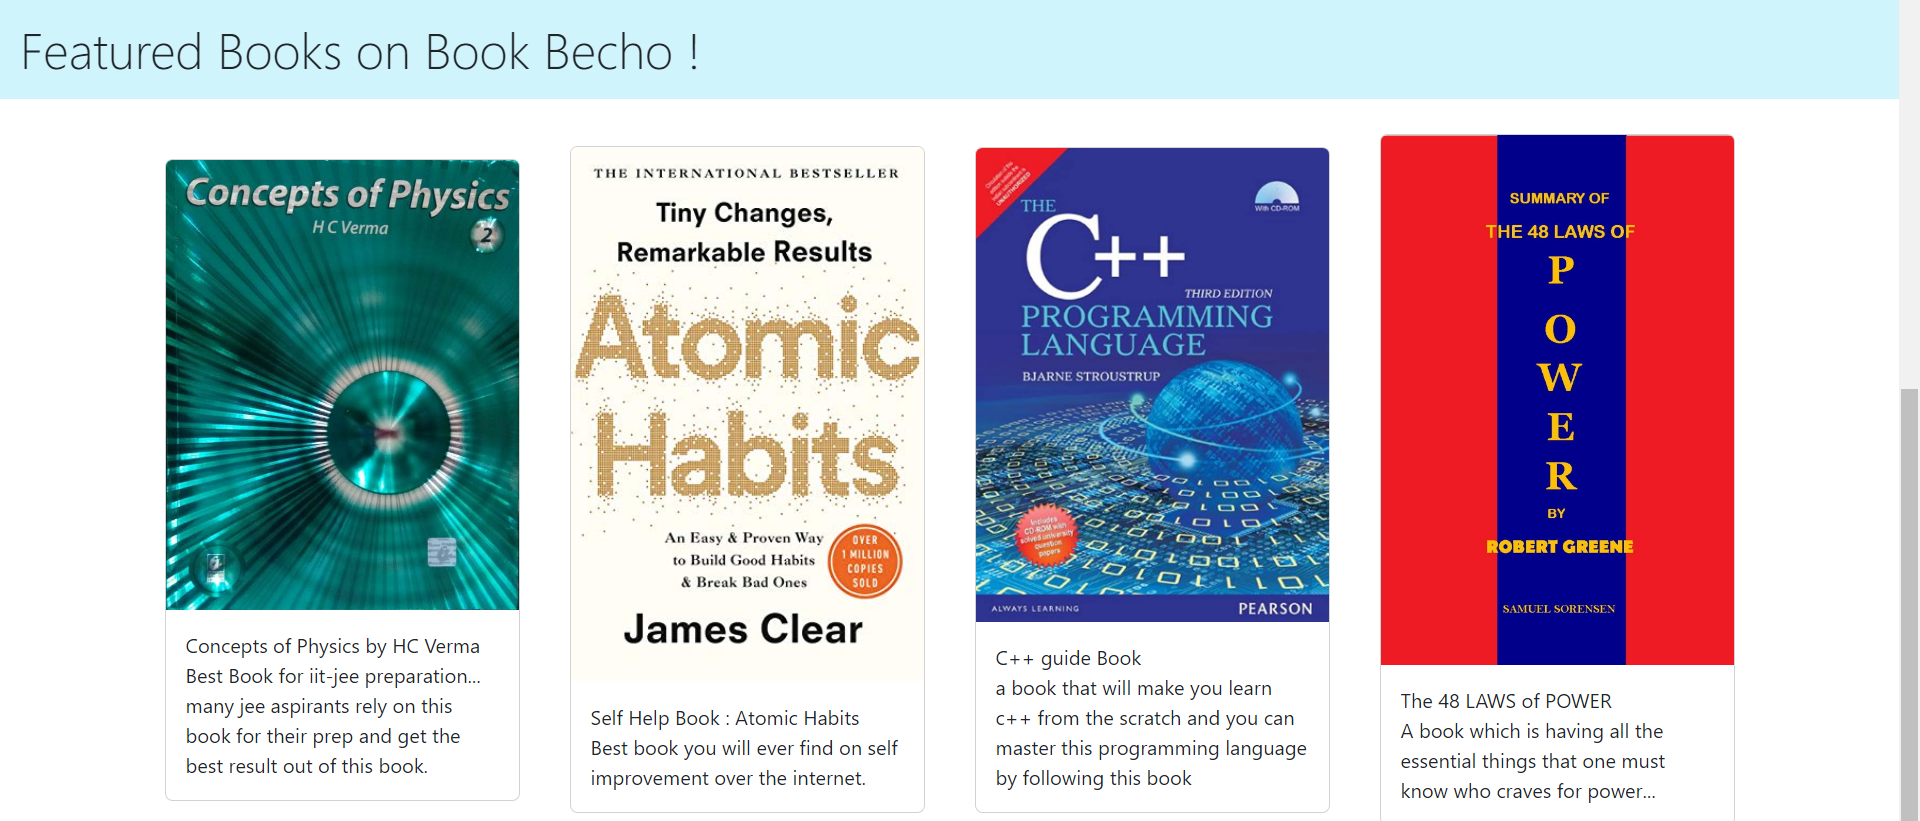 Featured Books on Book Becho !
Concepts of Physics
H C Verma
2
Concepts of Physics by HC Verma
Best Book for iit-jee preparation...
many jee aspirants rely on this
book for their prep and get the
best result out of this book.
THE INTERNATIONAL BESTSELLER
Tiny Changes,
Remarkable Results
Atomic
Habits
An Easy & Proven Way
to Build Good Habits
& Break Bad Ones
OVER
1 MILLION
COPIES
SOLD
James Clear
Self Help Book : Atomic Habits
Best book you will ever find on self
improvement over the internet.
With CD-ROM
THE
C++
THIRD EDITION
PROGRAMMING
LANGUAGE
BJARNE STROUSTRUP
Includes
CD-ROM with
solved university
question
papers
ALWAYS LEARNING
PEARSON
C++ guide Book
a book that will make you learn
c++ from the scratch and you can
master this programming language
by following this book
SUMMARY OF
THE 48 LAWS OF
P
O
W
E
R
BY
ROBERT GREENE
SAMUEL SORENSEN
The 48 LAWS of POWER
A book which is having all the
essential things that one must
know who craves for power...